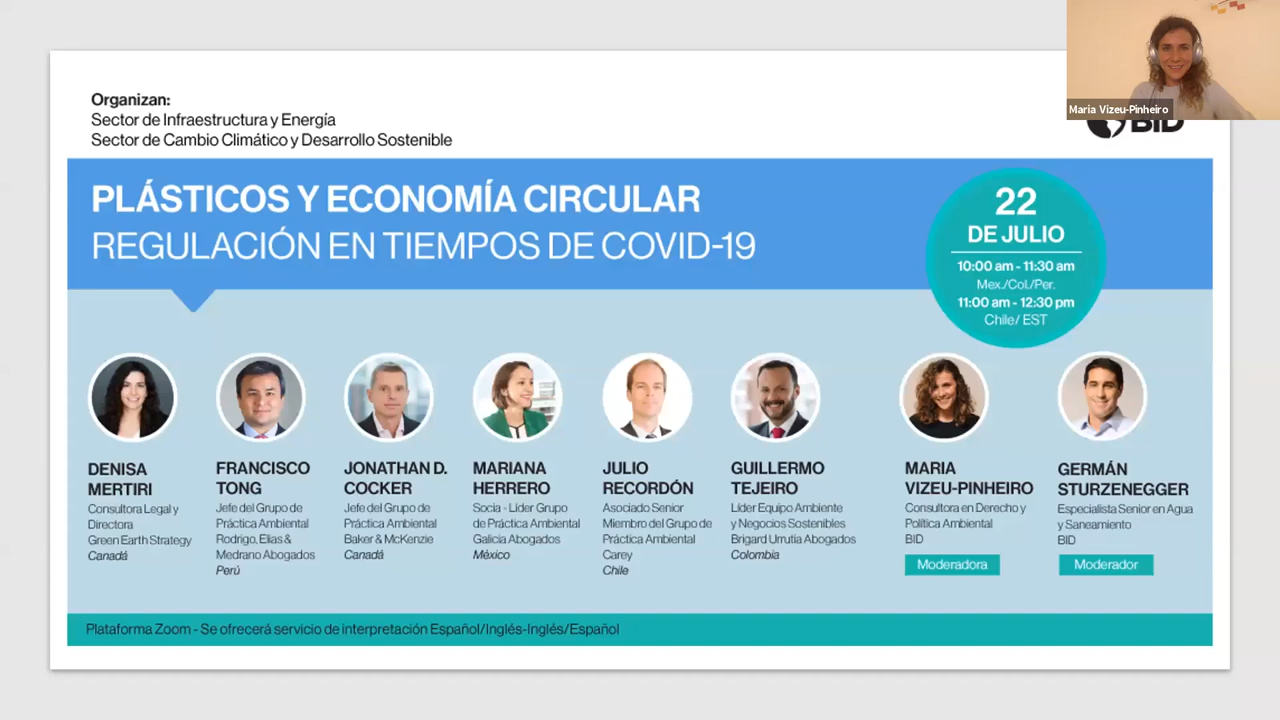 Organizan:
Sector de Infraestructura y Energía
Sector de Cambio Climático y Desarrollo Sostenible
Maria Vizeu-Pinheiro
BID
PLÁSTICOS Y ECONOMÍA CIRCULAR
REGULACIÓN EN TIEMPOS DE COVID-19
22
DE JULIO
10:00 am - 11:30 am
Mex./Col./Per.
11:00 am - 12:30 pm
Chile/ EST
DENISA
MERTIRI
Consultora Legal y
Directora
Green Earth Strategy
Canadá
FRANCISCO
TONG
Jefe del Grupo de
Práctica Ambiental
Rodrigo, Elias &
Medrano Abogados
Perú
JONATHAN D.
COCKER
Jefe del Grupo de
Práctica Ambiental
Baker & McKenzie
Canadá
MARIANA
HERRERO
Socia - Líder Grupo
de Práctica Ambiental
Galicia Abogados
México
JULIO
RECORDÓN
Asociado Senior
Miembro del Grupo de
Práctica Ambiental
Carey
Chile
GUILLERMO
TEJEIRO
Líder Equipo Ambiente
y Negocios Sostenibles
Brigard Urrutia Abogados
Colombia
MARIA
VIZEU-PINHEIRO
Consultora en Derecho y
Política Ambiental
BID
Moderadora
GERMÁN
STURZENEGGER
Especialista Senior en Agua
y Saneamiento
BID
Moderador
Plataforma Zoom - Se ofrecerá servicio de interpretación Español/Inglés-Inglés/Español